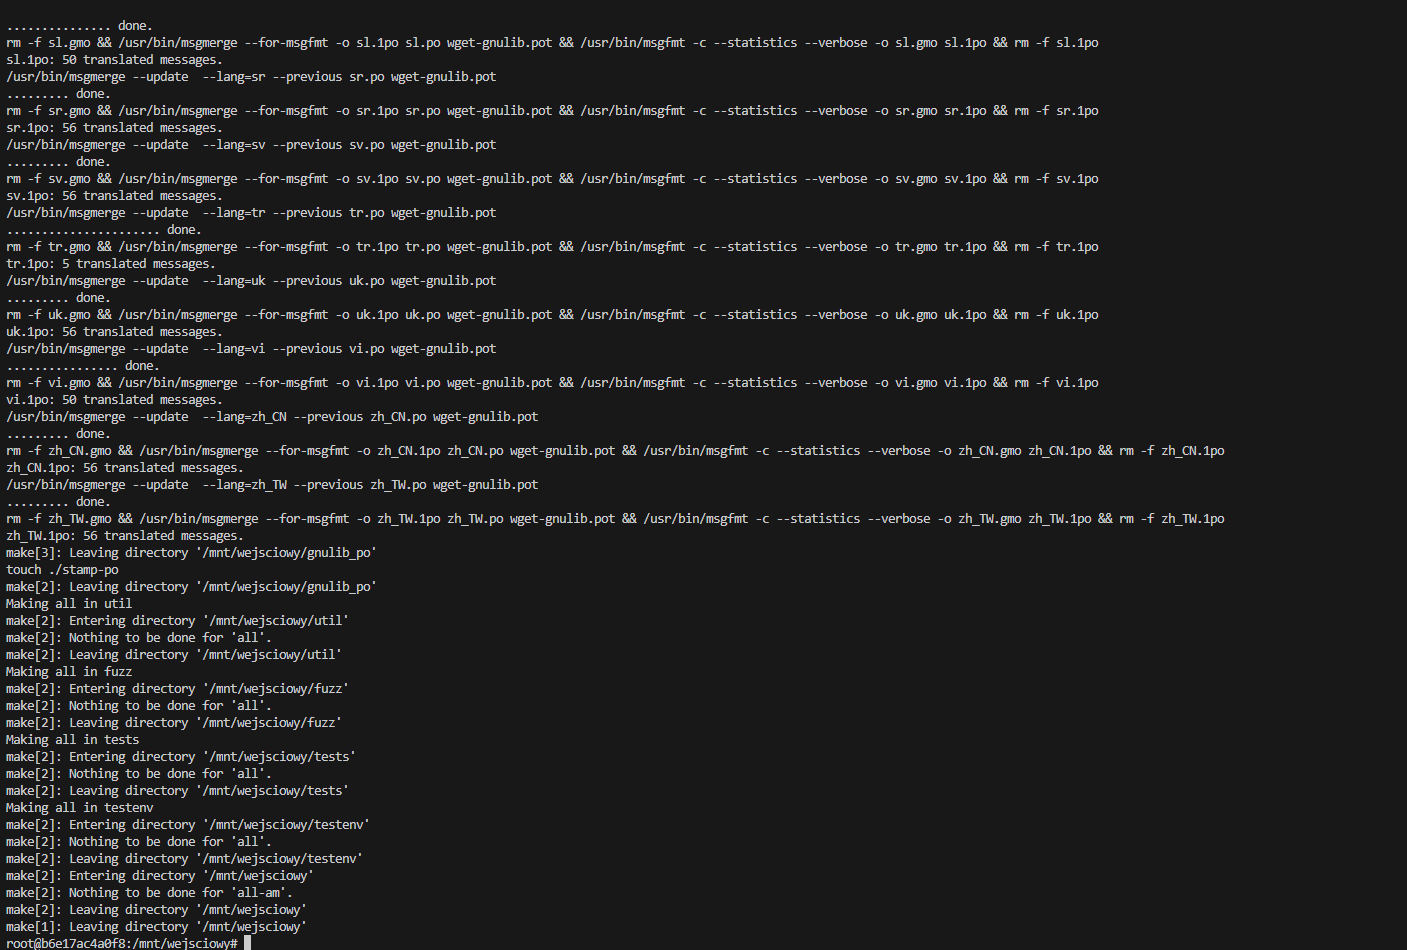 ............... done.
rm -f sl.gmo && /usr/bin/msgmerge --for-msgfmt -o sl.1po sl.po wget-gnulib.pot && /usr/bin/msgfmt -c --statistics --verbose -o sl.gmo sl.1po && rm -f sl.1po
sl.1po: 50 translated messages.
/usr/bin/msgmerge --update  --lang=sr --previous sr.po wget-gnulib.pot
......... done.
rm -f sr.gmo && /usr/bin/msgmerge --for-msgfmt -o sr.1po sr.po wget-gnulib.pot && /usr/bin/msgfmt -c --statistics --verbose -o sr.gmo sr.1po && rm -f sr.1po
sr.1po: 56 translated messages.
/usr/bin/msgmerge --update  --lang=sv --previous sv.po wget-gnulib.pot
......... done.
rm -f sv.gmo && /usr/bin/msgmerge --for-msgfmt -o sv.1po sv.po wget-gnulib.pot && /usr/bin/msgfmt -c --statistics --verbose -o sv.gmo sv.1po && rm -f sv.1po
sv.1po: 56 translated messages.
/usr/bin/msgmerge --update  --lang=tr --previous tr.po wget-gnulib.pot
...................... done.
rm -f tr.gmo && /usr/bin/msgmerge --for-msgfmt -o tr.1po tr.po wget-gnulib.pot && /usr/bin/msgfmt -c --statistics --verbose -o tr.gmo tr.1po && rm -f tr.1po
tr.1po: 5 translated messages.
/usr/bin/msgmerge --update  --lang=uk --previous uk.po wget-gnulib.pot
......... done.
rm -f uk.gmo && /usr/bin/msgmerge --for-msgfmt -o uk.1po uk.po wget-gnulib.pot && /usr/bin/msgfmt -c --statistics --verbose -o uk.gmo uk.1po && rm -f uk.1po
uk.1po: 56 translated messages.
/usr/bin/msgmerge --update  --lang=vi --previous vi.po wget-gnulib.pot
................ done.
rm -f vi.gmo && /usr/bin/msgmerge --for-msgfmt -o vi.1po vi.po wget-gnulib.pot && /usr/bin/msgfmt -c --statistics --verbose -o vi.gmo vi.1po && rm -f vi.1po
vi.1po: 50 translated messages.
/usr/bin/msgmerge --update  --lang=zh_CN --previous zh_CN.po wget-gnulib.pot
......... done.
rm -f zh_CN.gmo && /usr/bin/msgmerge --for-msgfmt -o zh_CN.1po zh_CN.po wget-gnulib.pot && /usr/bin/msgfmt -c --statistics --verbose -o zh_CN.gmo zh_CN.1po && rm -f zh_CN.1po
zh_CN.1po: 56 translated messages.
/usr/bin/msgmerge --update  --lang=zh_TW --previous zh_TW.po wget-gnulib.pot
......... done.
rm -f zh_TW.gmo && /usr/bin/msgmerge --for-msgfmt -o zh_TW.1po zh_TW.po wget-gnulib.pot && /usr/bin/msgfmt -c --statistics --verbose -o zh_TW.gmo zh_TW.1po && rm -f zh_TW.1po
zh_TW.1po: 56 translated messages.
make[3]: Leaving directory '/mnt/wejsciowy/gnulib_po'
touch ./stamp-po
make[2]: Leaving directory '/mnt/wejsciowy/gnulib_po'
Making all in util
make[2]: Entering directory '/mnt/wejsciowy/util'
make[2]: Nothing to be done for 'all'.
make[2]: Leaving directory '/mnt/wejsciowy/util'
Making all in fuzz
make[2]: Entering directory '/mnt/wejsciowy/fuzz'
make[2]: Nothing to be done for 'all'.
make[2]: Leaving directory '/mnt/wejsciowy/fuzz'
Making all in tests
make[2]: Entering directory '/mnt/wejsciowy/tests'
make[2]: Nothing to be done for 'all'.
make[2]: Leaving directory '/mnt/wejsciowy/tests'
Making all in testenv
make[2]: Entering directory '/mnt/wejsciowy/testenv'
make[2]: Nothing to be done for 'all'.
make[2]: Leaving directory '/mnt/wejsciowy/testenv'
make[2]: Entering directory '/mnt/wejsciowy'
make[2]: Nothing to be done for 'all-am'.
make[2]: Leaving directory '/mnt/wejsciowy'
make[1]: Leaving directory '/mnt/wejsciowy'
root@b6e17ac4a0f8:/mnt/wejsciowy#